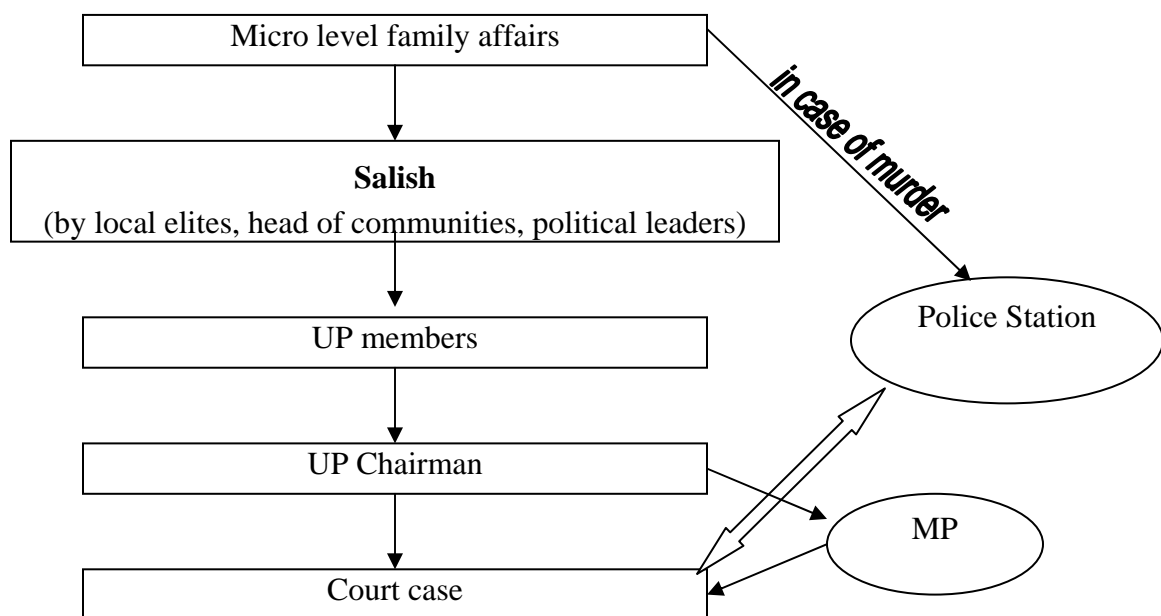 Micro level family affairs
in case of murder
Salish
(by local elites, head of communities, political leaders)
Police Station
UP members
UP Chairman
MP
Court case